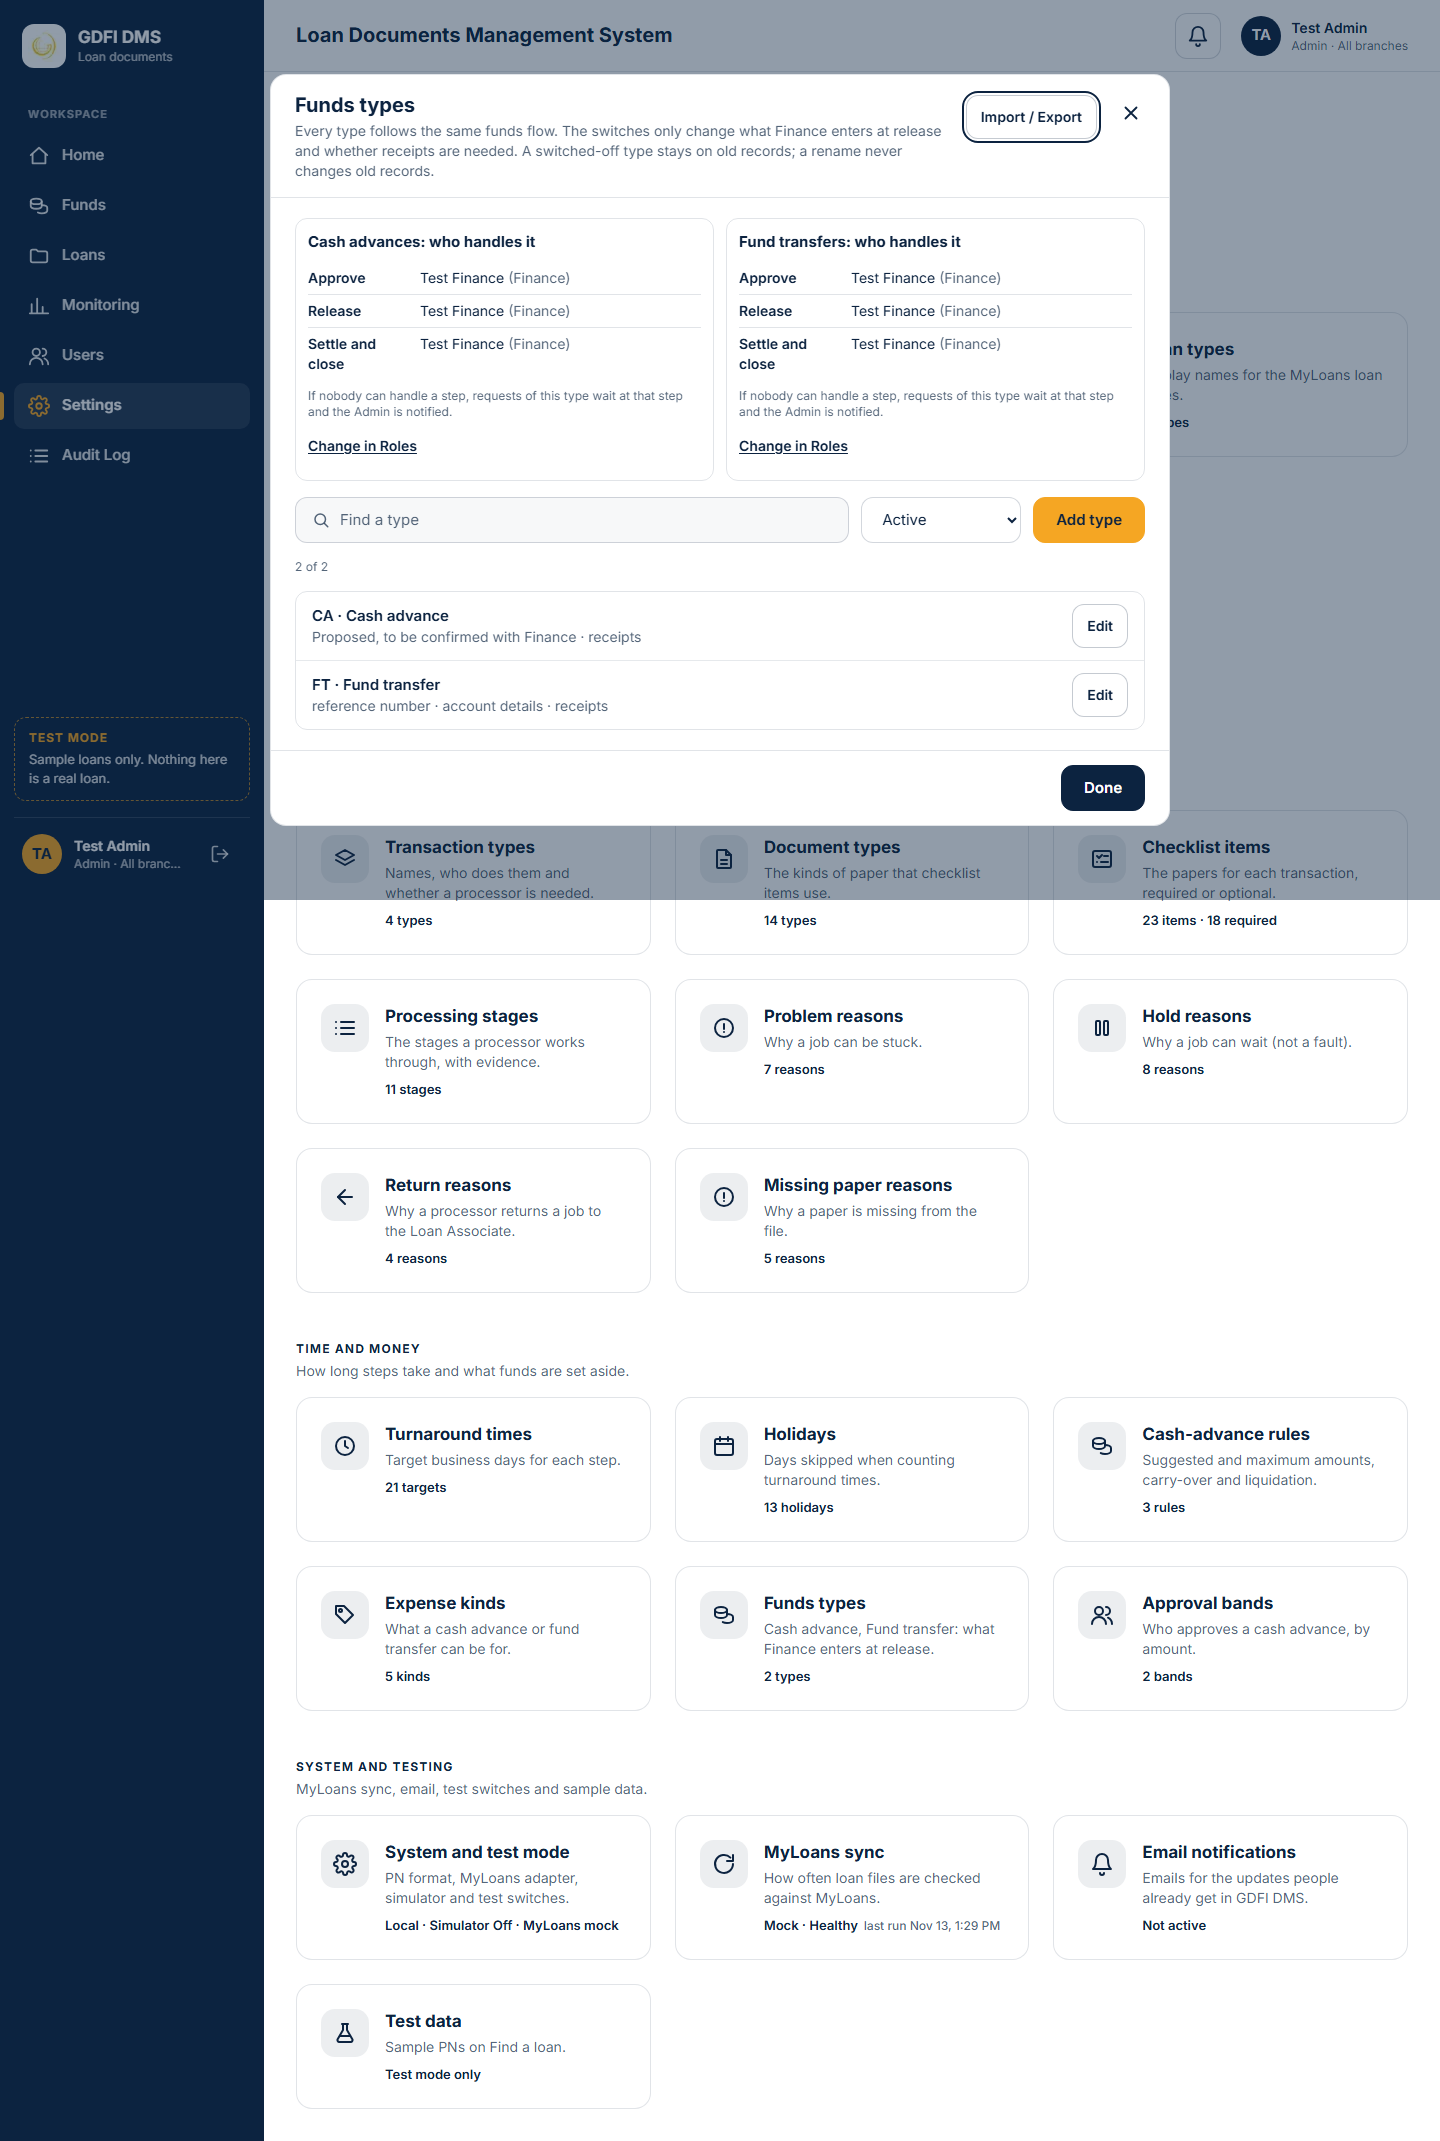 GDFI DMS
Loan documents
WORKSPACE
Home
Funds
Loans
Monitoring
Users
Settings
Audit Log
TEST MODE
Sample loans only. Nothing here
is a real loan.
TA
Test Admin
Admin · All branc...
Loan Documents Management System
TA
Test Admin
Admin · All branches
Funds types
Every type follows the same funds flow. The switches only change what Finance enters at release
and whether receipts are needed. A switched-off type stays on old records; a rename never
changes old records.
Import / Export
Cash advances: who handles it
Approve Test Finance (Finance)
Release Test Finance (Finance)
Settle and Test Finance (Finance)
close
If nobody can handle a step, requests of this type wait at that step
and the Admin is notified.
Change in Roles
Fund transfers: who handles it
Approve Test Finance (Finance)
Release Test Finance (Finance)
Settle and Test Finance (Finance)
close
If nobody can handle a step, requests of this type wait at that step
and the Admin is notified.
Change in Roles
Find a type
Active
Add type
2 of 2
CA · Cash advance
Proposed, to be confirmed with Finance · receipts
Edit
FT · Fund transfer
reference number · account details · receipts
Edit
Done
types
names for the MyLoans loan
Transaction types
Names, who does them and
whether a processor is needed.
4 types
Document types
The kinds of paper that checklist
items use.
14 types
Checklist items
The papers for each transaction,
required or optional.
23 items · 18 required
Processing stages
The stages a processor works
through, with evidence.
11 stages
Problem reasons
Why a job can be stuck.
7 reasons
Hold reasons
Why a job can wait (not a fault).
8 reasons
Return reasons
Why a processor returns a job to
the Loan Associate.
4 reasons
Missing paper reasons
Why a paper is missing from the
file.
5 reasons
TIME AND MONEY
How long steps take and what funds are set aside.
Turnaround times
Target business days for each step.
21 targets
Holidays
Days skipped when counting
turnaround times.
13 holidays
Cash-advance rules
Suggested and maximum amounts,
carry-over and liquidation.
3 rules
Expense kinds
What a cash advance or fund
transfer can be for.
5 kinds
Funds types
Cash advance, Fund transfer: what
Finance enters at release.
2 types
Approval bands
Who approves a cash advance, by
amount.
2 bands
SYSTEM AND TESTING
MyLoans sync, email, test switches and sample data.
System and test mode
PN format, MyLoans adapter,
simulator and test switches.
Local · Simulator Off · MyLoans mock
MyLoans sync
How often loan files are checked
against MyLoans.
Mock · Healthy last run Nov 13, 1:29 PM
Email notifications
Emails for the updates people
already get in GDFI DMS.
Not active
Test data
Sample PNs on Find a loan.
Test mode only